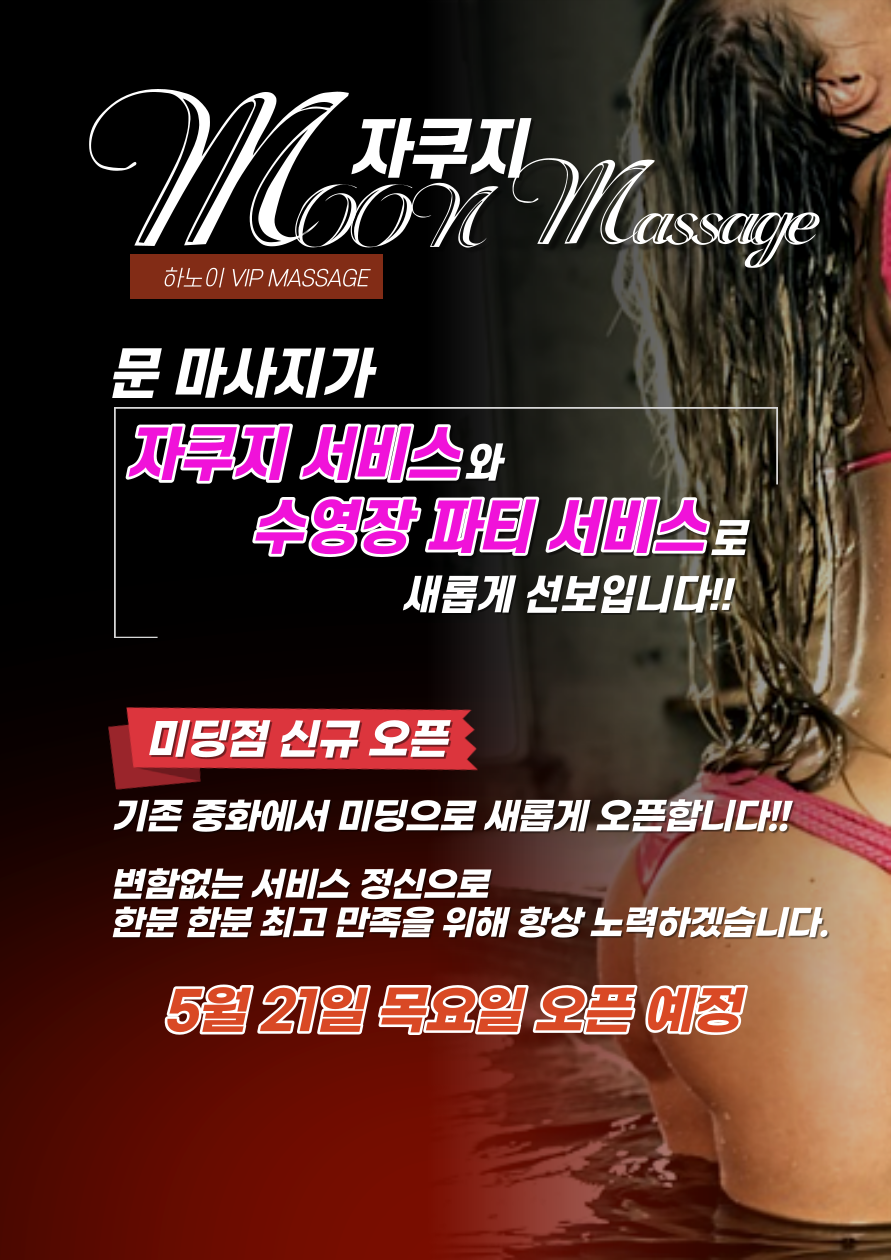 자쿠지
Moon Massage
하노이 VIP MASSAGE
문 마사지가
자쿠지 서비스와
수영장 파티 서비스로
새롭게 선보입니다!!
미딩점 신규 오픈
기존 중화에서 미딩으로 새롭게 오픈합니다!!
변함없는 서비스 정신으로
한분 한분 최고 만족을 위해 항상 노력하겠습니다.
5월 21일 목요일 오픈 예정